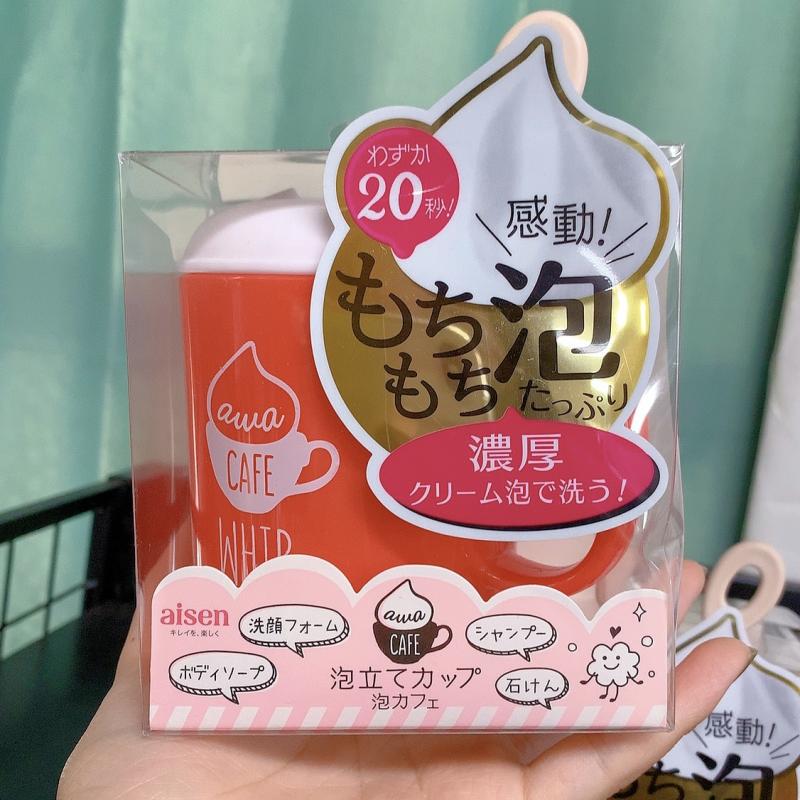 わずか
20秒!
感動!
もちもち泡
たっぷり
濃厚
クリーム泡で洗う!
awa
CAFE
WHIP
aisen
キレイを、楽しく
洗顔フォーム
ボディソープ
awa
CAFE
シャンプー
石けん
泡立てカップ
泡カフェ
感動!
もち泡